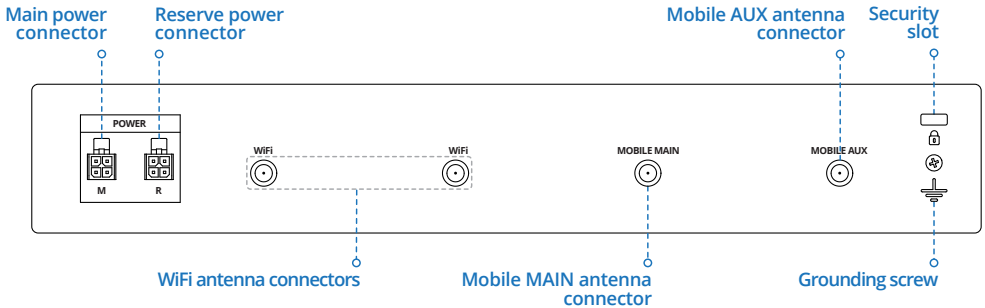 Main power
connector
Reserve power
connector
Mobile AUX antenna
connector
Security
slot
POWER
M
R
WiFi
WiFi
MOBILE MAIN
MOBILE AUX
WiFi antenna connectors
Mobile MAIN antenna
connector
Grounding screw